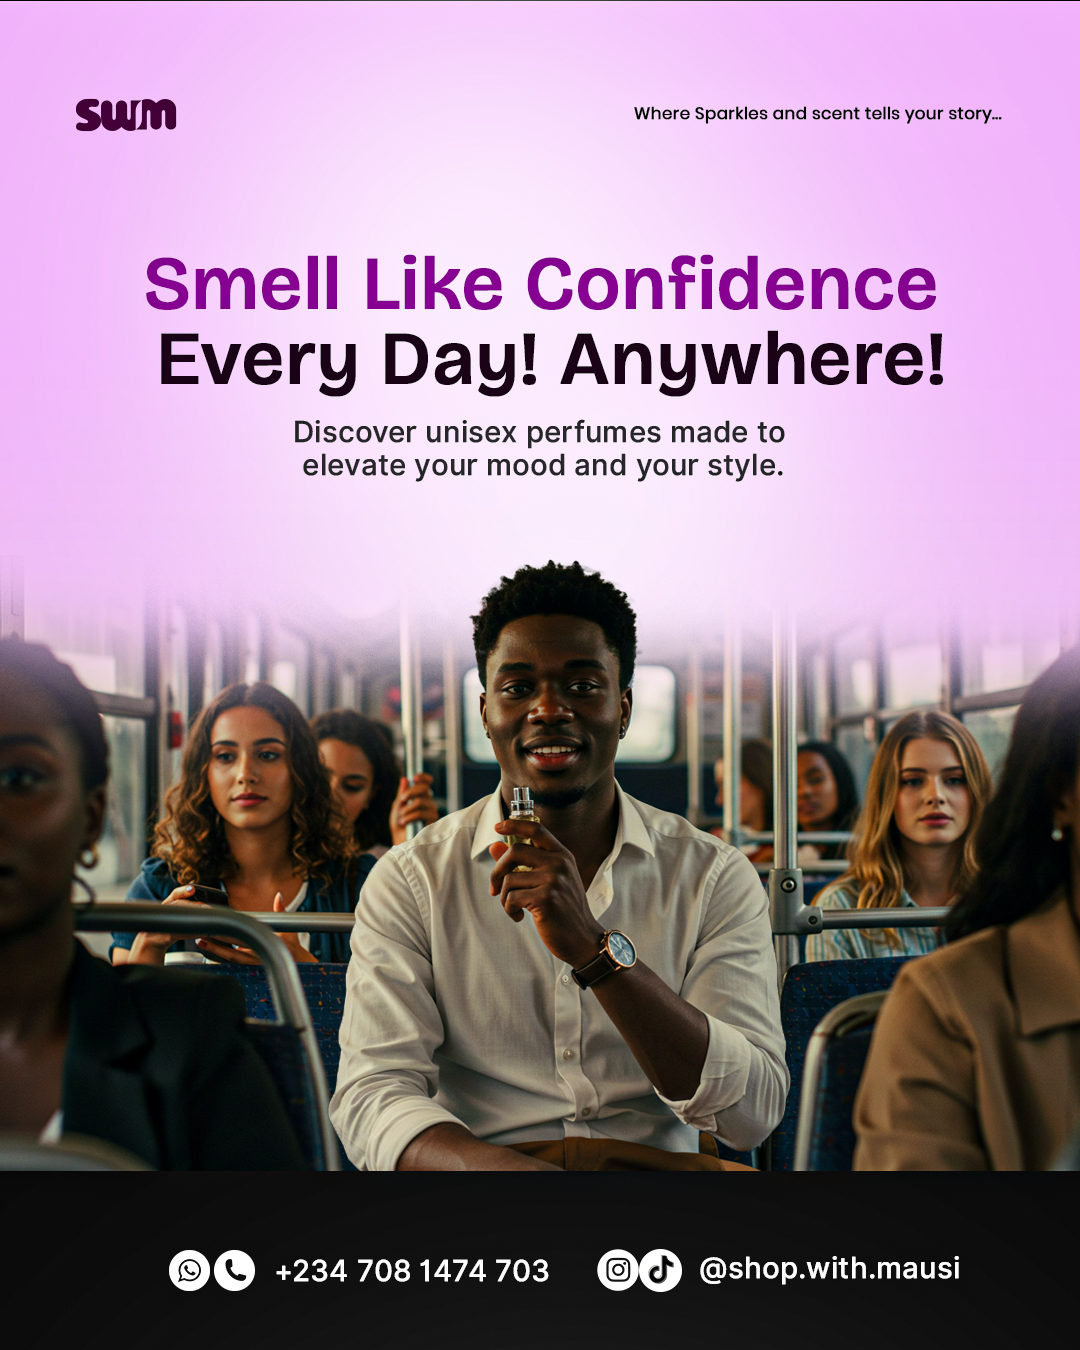 swm
Where Sparkles and scent tells your story...
Smell Like Confidence
Every Day! Anywhere!
Discover unisex perfumes made to
elevate your mood and your style.
+234 708 1474 703
@shop.with.mausi